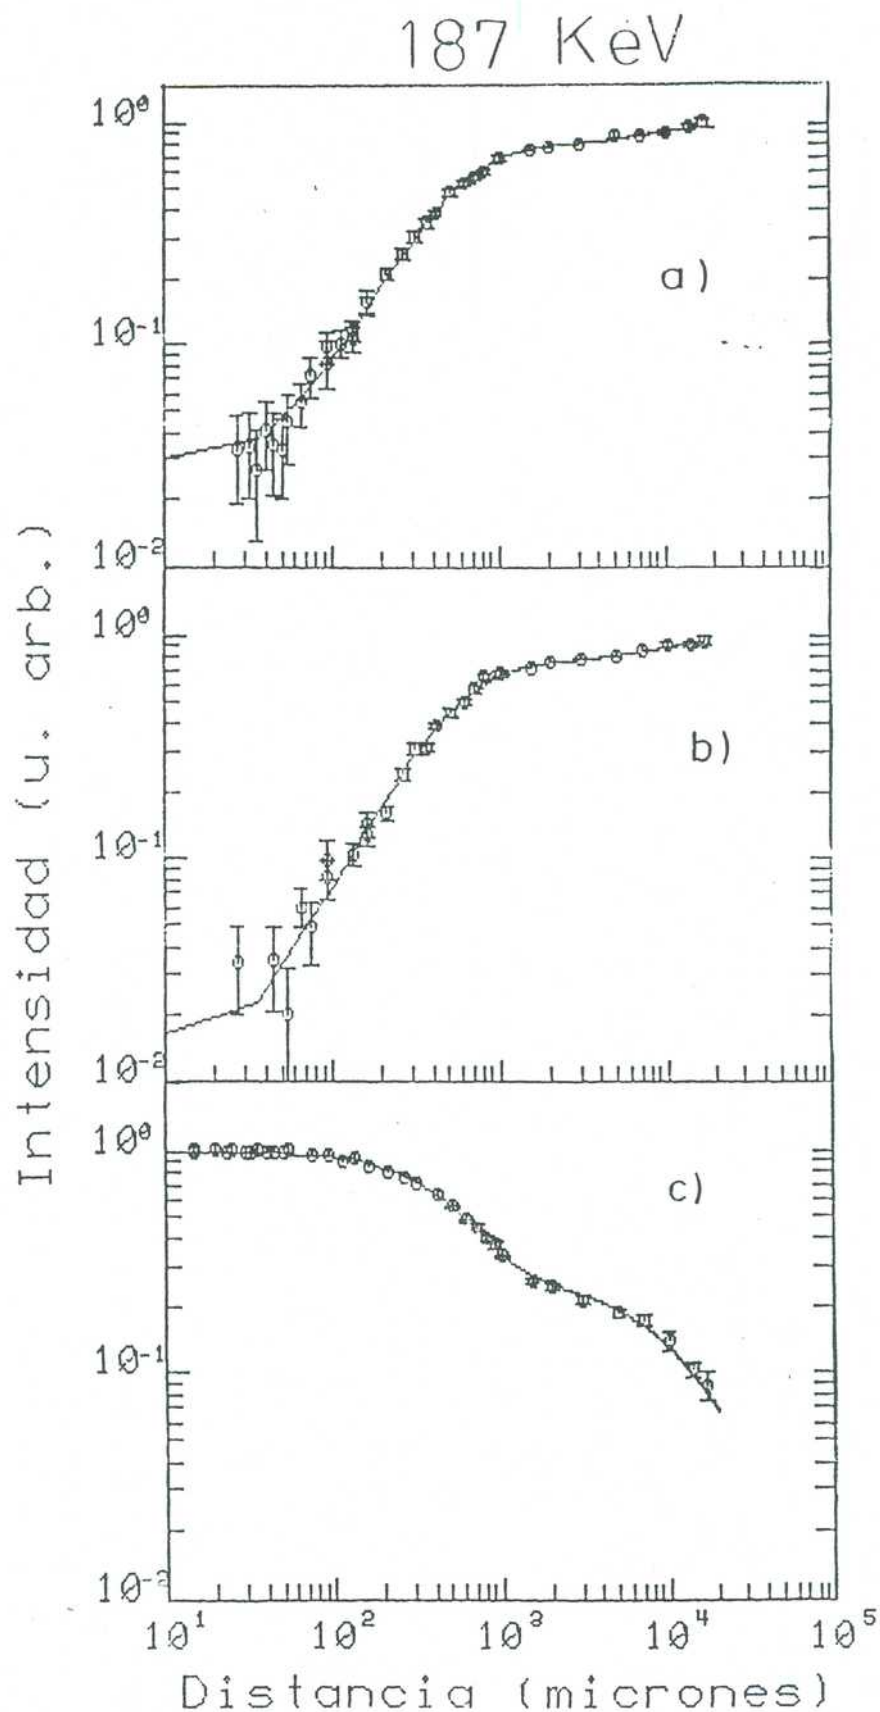 187 KeV
10⁰
a)
10⁻¹
10⁻²
10⁰
b)
10⁻¹
10⁻²
10⁰
c)
10⁻¹
10⁻²
10¹ 10² 10³ 10⁴ 10⁵
Distancia (micrones)
Intensidad (u. arb.)